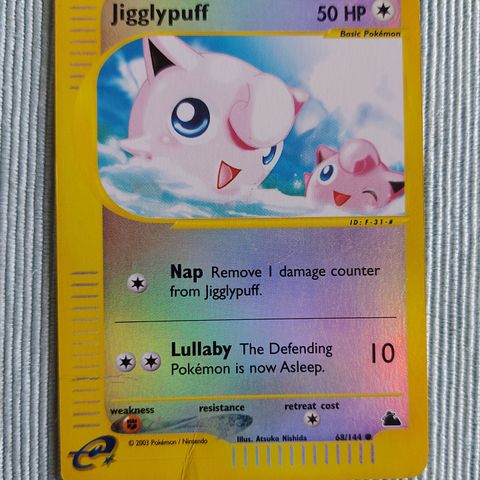 Jigglypuff 50 HP
Basic Pokémon
ID: F-31-#
Nap Remove 1 damage counter
from Jigglypuff.
Lullaby The Defending 10
Pokémon is now Asleep.
weakness resistance retreat cost
© 2003 Pokémon / Nintendo Illus. Atsuko Nishida 68/144 ●
e